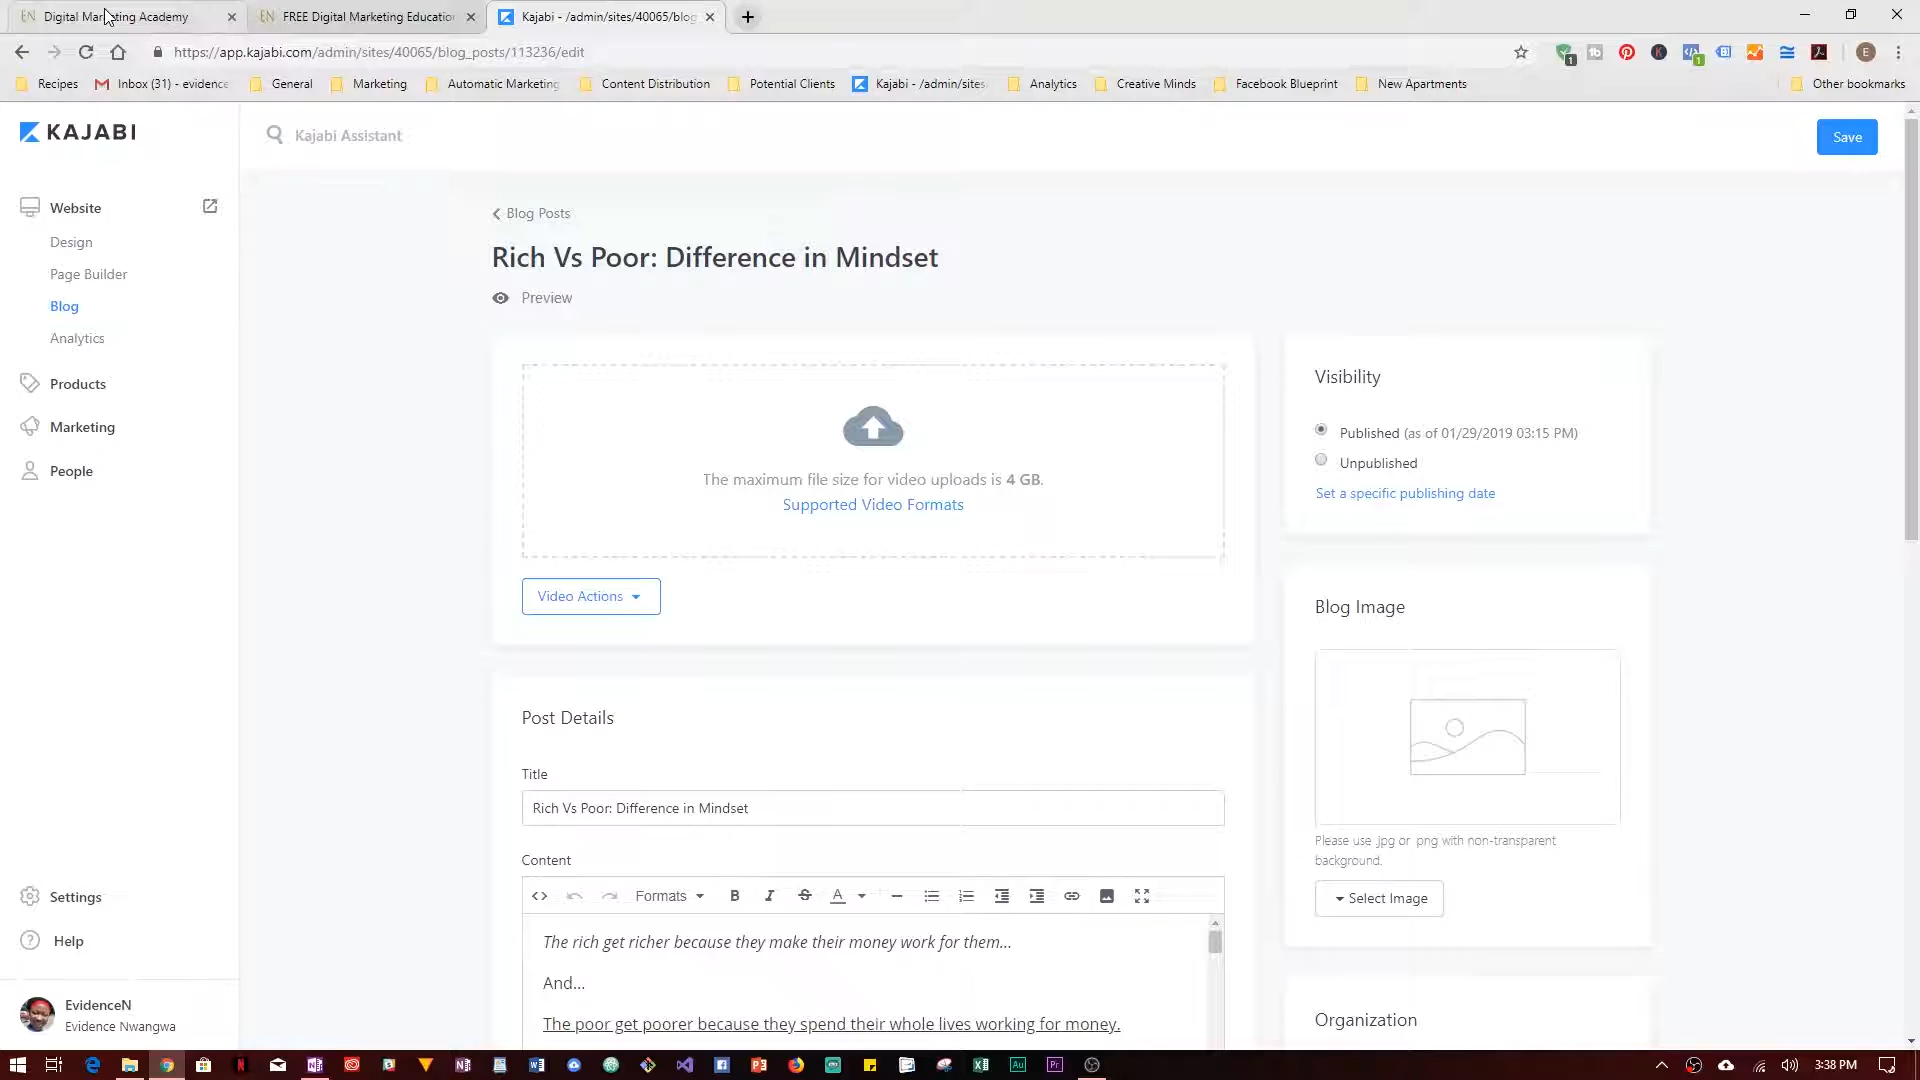 EN Digital Marketing Academy
EN FREE Digital Marketing Educatio
Kajabi - /admin/sites/40065/blog
https://app.kajabi.com/admin/sites/40065/blog_posts/113236/edit
Recipes
Inbox (31) - evidence
General
Marketing
Automatic Marketing
Content Distribution
Potential Clients
Kajabi - /admin/sites
Analytics
Creative Minds
Facebook Blueprint
New Apartments
Other bookmarks
KAJABI
Kajabi Assistant
Save
Website
Design
Page Builder
Blog
Analytics
Products
Marketing
People
Settings
Help
EvidenceN
Evidence Nwangwa
Blog Posts
Rich Vs Poor: Difference in Mindset
Preview
The maximum file size for video uploads is 4 GB.
Supported Video Formats
Video Actions
Post Details
Title
Rich Vs Poor: Difference in Mindset
Content
Formats
The rich get richer because they make their money work for them...
And...
The poor get poorer because they spend their whole lives working for money.
Visibility
Published (as of 01/29/2019 03:15 PM)
Unpublished
Set a specific publishing date
Blog Image
Please use .jpg or .png with non-transparent
background.
Select Image
Organization
3:38 PM